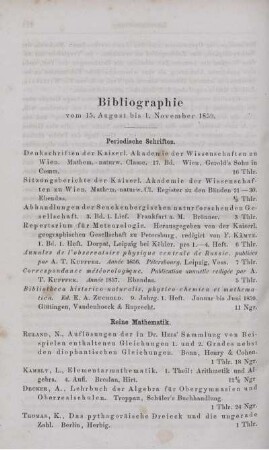 Bibliographie
vom 15. August bis 1. November 1859.
Periodische Schriften.
Denkschriften der Kaiserl. Akademie der Wissenschaften zu
Wien. Mathem.-naturw. Classe, 17. Bd. Wien, Gerold's Sohn in
Comm. 16 Thlr.
Sitzungsberichte der Kaiserl. Akademie der Wissenschaf-
ten zu Wien, Mathem.-naturw. Cl. Register zu den Bänden 21—30.
Ebendas. ⅓ Thlr.
Abhandlungen der Senckenbergischen naturforschenden Ge-
sellschaft. 3. Bd. 1. Lief. Frankfurt a. M. Brönner. 3 Thlr.
Repertorium für Meteorologie. Herausgegeben von der Kaiserl.
geographischen Gesellschaft zu Petersburg, redigirt von F. Kämtz.
1. Bd. 1. Heft. Dorpat, Leipzig bei Köhler. pro 1.—4. Heft 6 Thlr.
Annales de l'observatoire physique centrale de Russie, publiées
par A. T. Kupffer. Année 1856, Petersbourg, Leipzig, Voss. 9 Thlr.
Correspondance météorologique. Publication annuelle redigée par
A. T. Kupffer. Année 1857. Ebendas. 3 Thlr.
Bibliotheca historico-naturalis, physico-chemica et mathema-
tica. Ed. E. A. Zuchold. 9. Jahrg. 1. Heft. Januar bis Juni 1859.
Göttingen, Vandenhoeck & Ruprecht. 11 Ngr.
Reine Mathematik.
Heiland, N., Auflösungen der in Dr. Heis' Sammlung von Bei-
spielen enthaltenen Gleichungen 1. und 2. Grades nebst
den diophantischen Gleichungen. Bonn, Henry & Cohen.
1 Thlr. 18 Ngr.
Kambly, L., Elementarmathematik. 1. Theil: Arithmetik und Al-
gebra. 4. Aufl. Breslau, Hirt. 12½ Ngr
Decker, A., Lehrbuch der Algebra für Obergymnasien und
Oberrealschulen. Troppau, Schüler's Buchhandlung.
1 Thlr. 24 Ngr.
Thomas, K., Das pythagoräische Dreieck und die ungerade
Zahl. Berlin, Herbig. 1 Thlr.